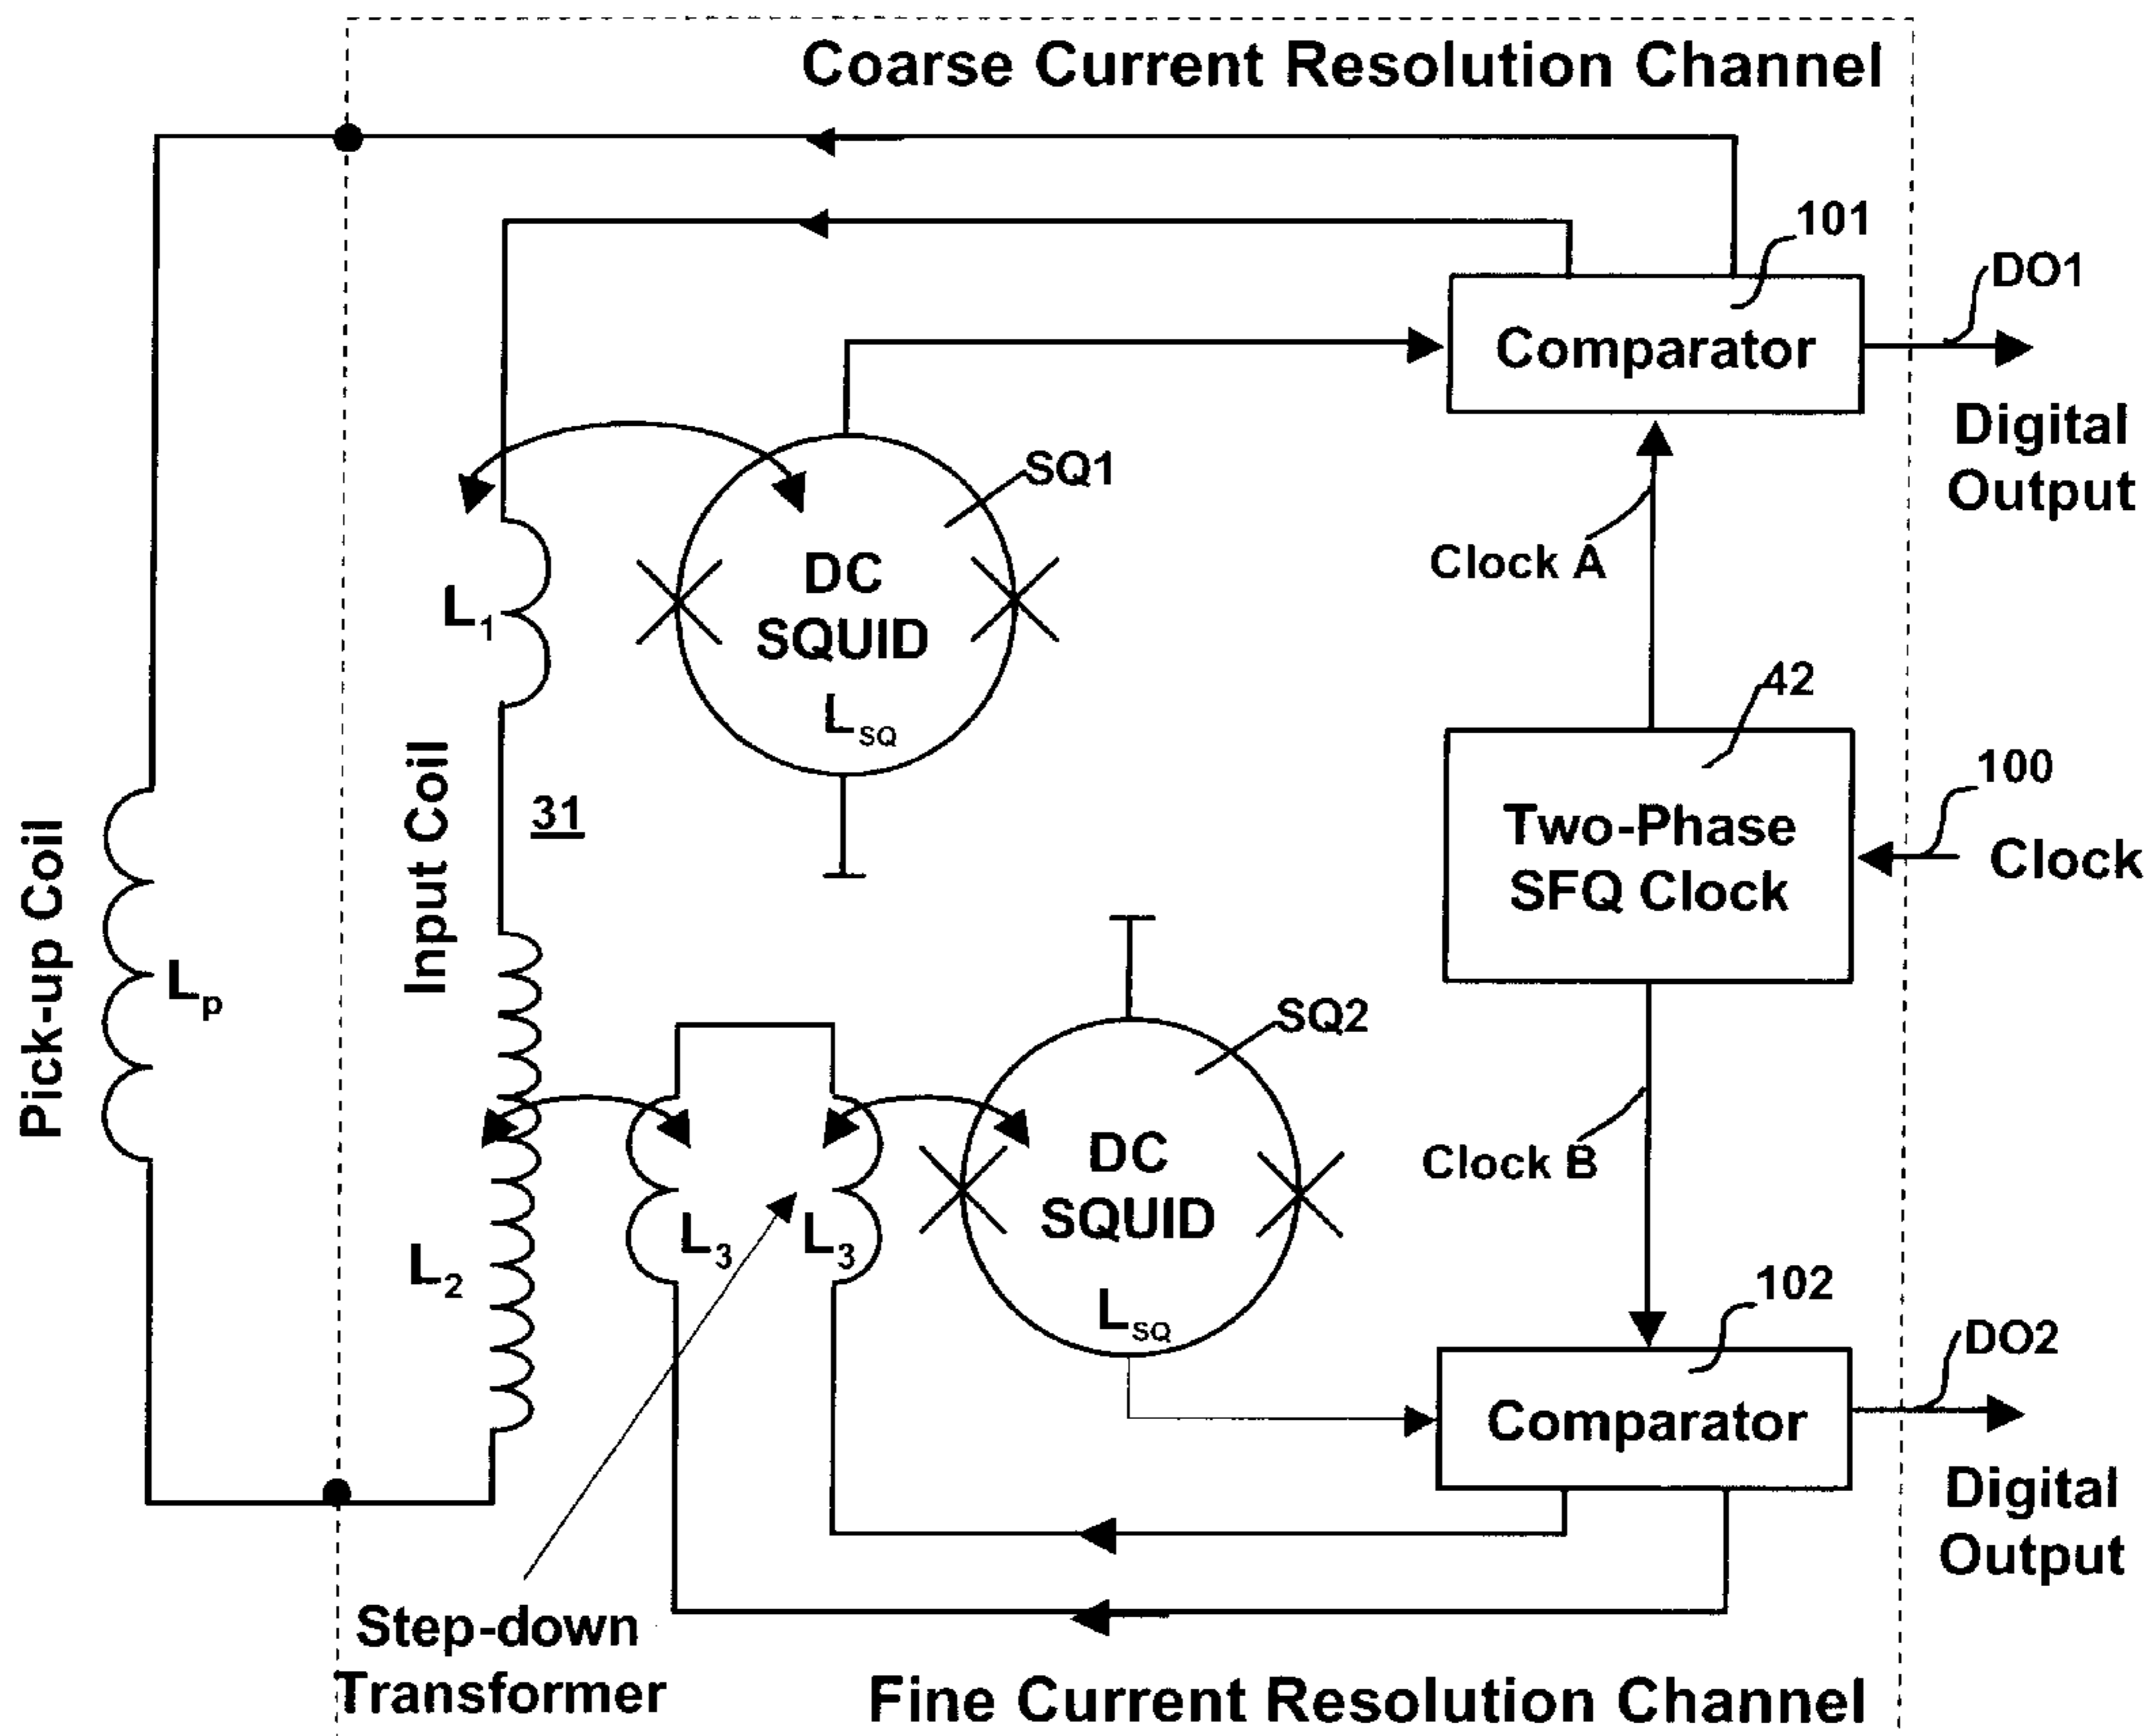 Coarse Current Resolution Channel
101
DO1
Comparator
Digital
Output
SQ1
Clock A
DC
SQUID
L1
LSQ
42
100
Two-Phase
SFQ Clock
Clock
Input Coil
31
Pick-up Coil
Lp
SQ2
DC
SQUID
Clock B
L3
L3
L2
LSQ
102
DO2
Comparator
Digital
Output
Step-down
Transformer
Fine Current Resolution Channel